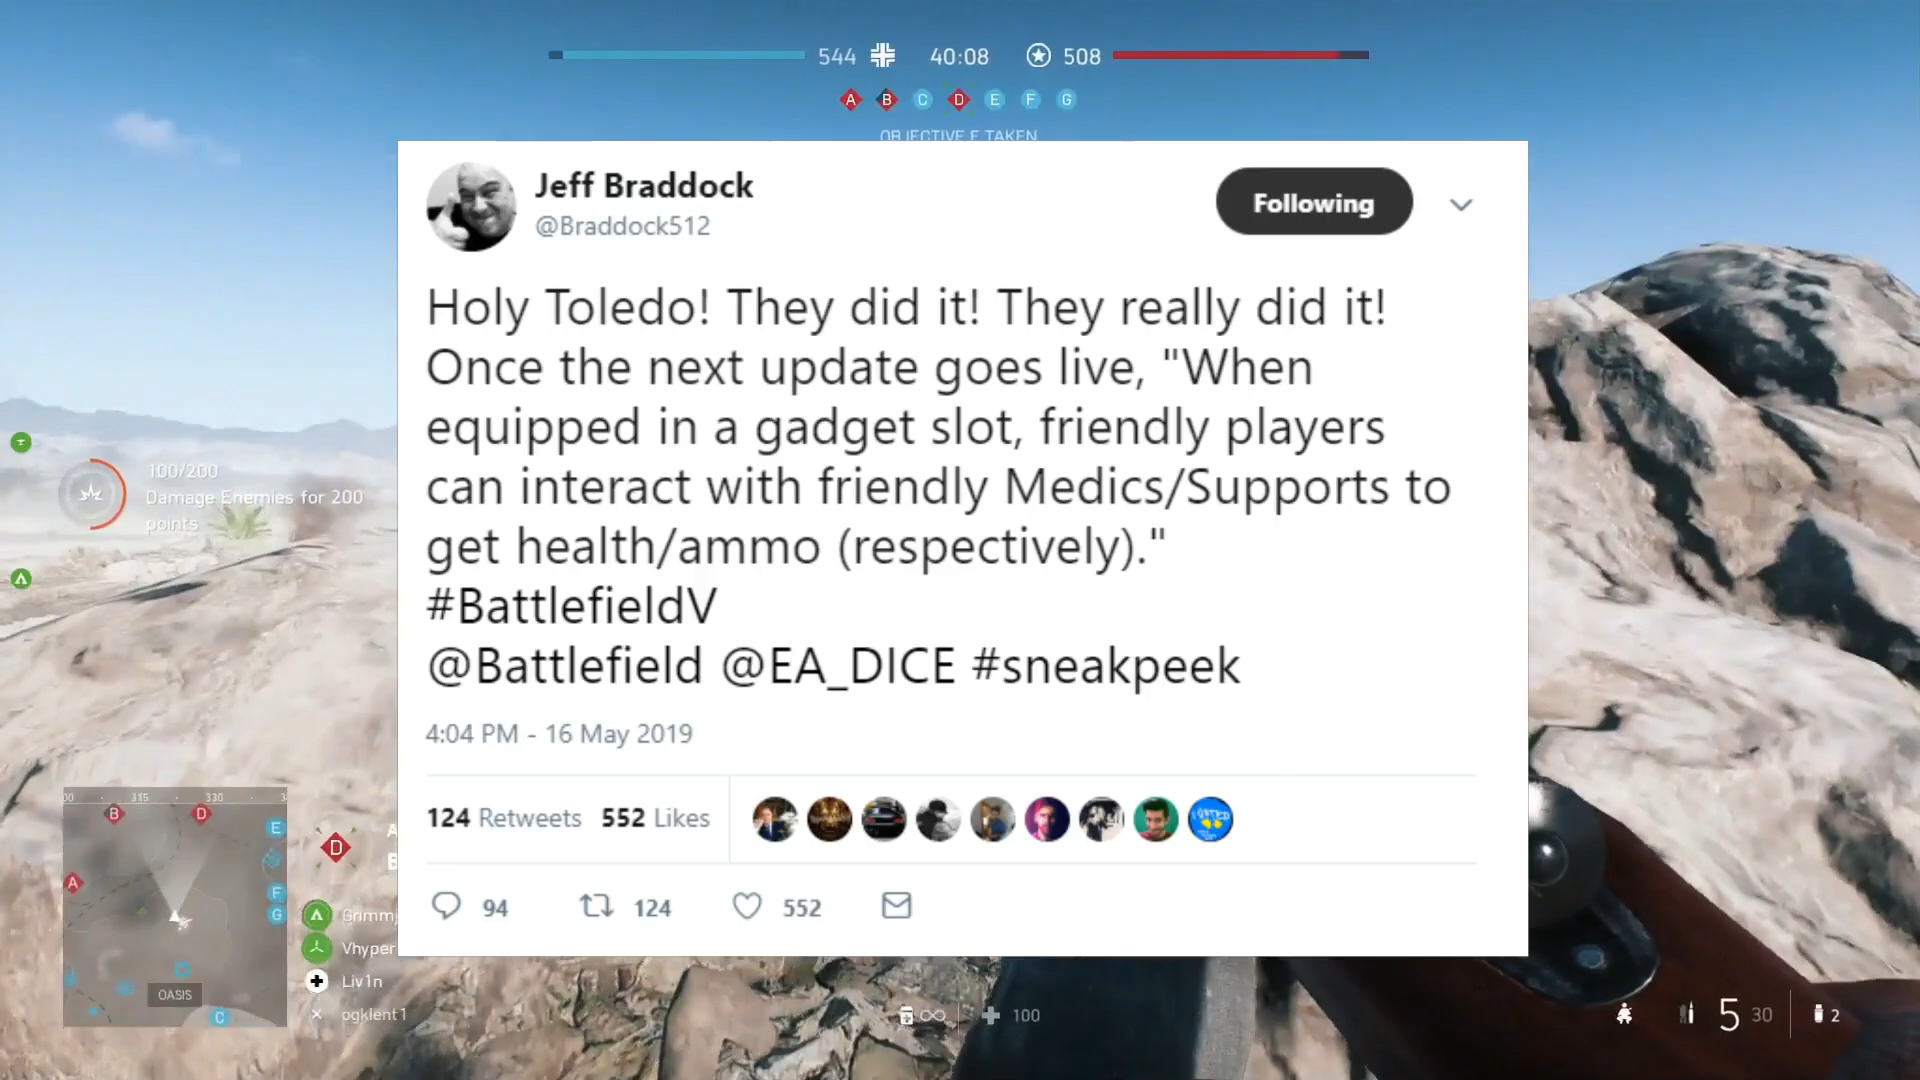 544 40:08 508
A B C D E F G
OBJECTIVE E TAKEN
Jeff Braddock
@Braddock512
Following
Holy Toledo! They did it! They really did it!
Once the next update goes live, "When
equipped in a gadget slot, friendly players
can interact with friendly Medics/Supports to
get health/ammo (respectively)."
#BattlefieldV
@Battlefield @EA_DICE #sneakpeek
4:04 PM - 16 May 2019
124 Retweets 552 Likes
94 124 552
100/200
Damage Enemies for 200
points
315 330
B D
E
A
F
G
OASIS
C
D
Vhyper
Liv1n
ogklent1
∞ 100
5 30 2